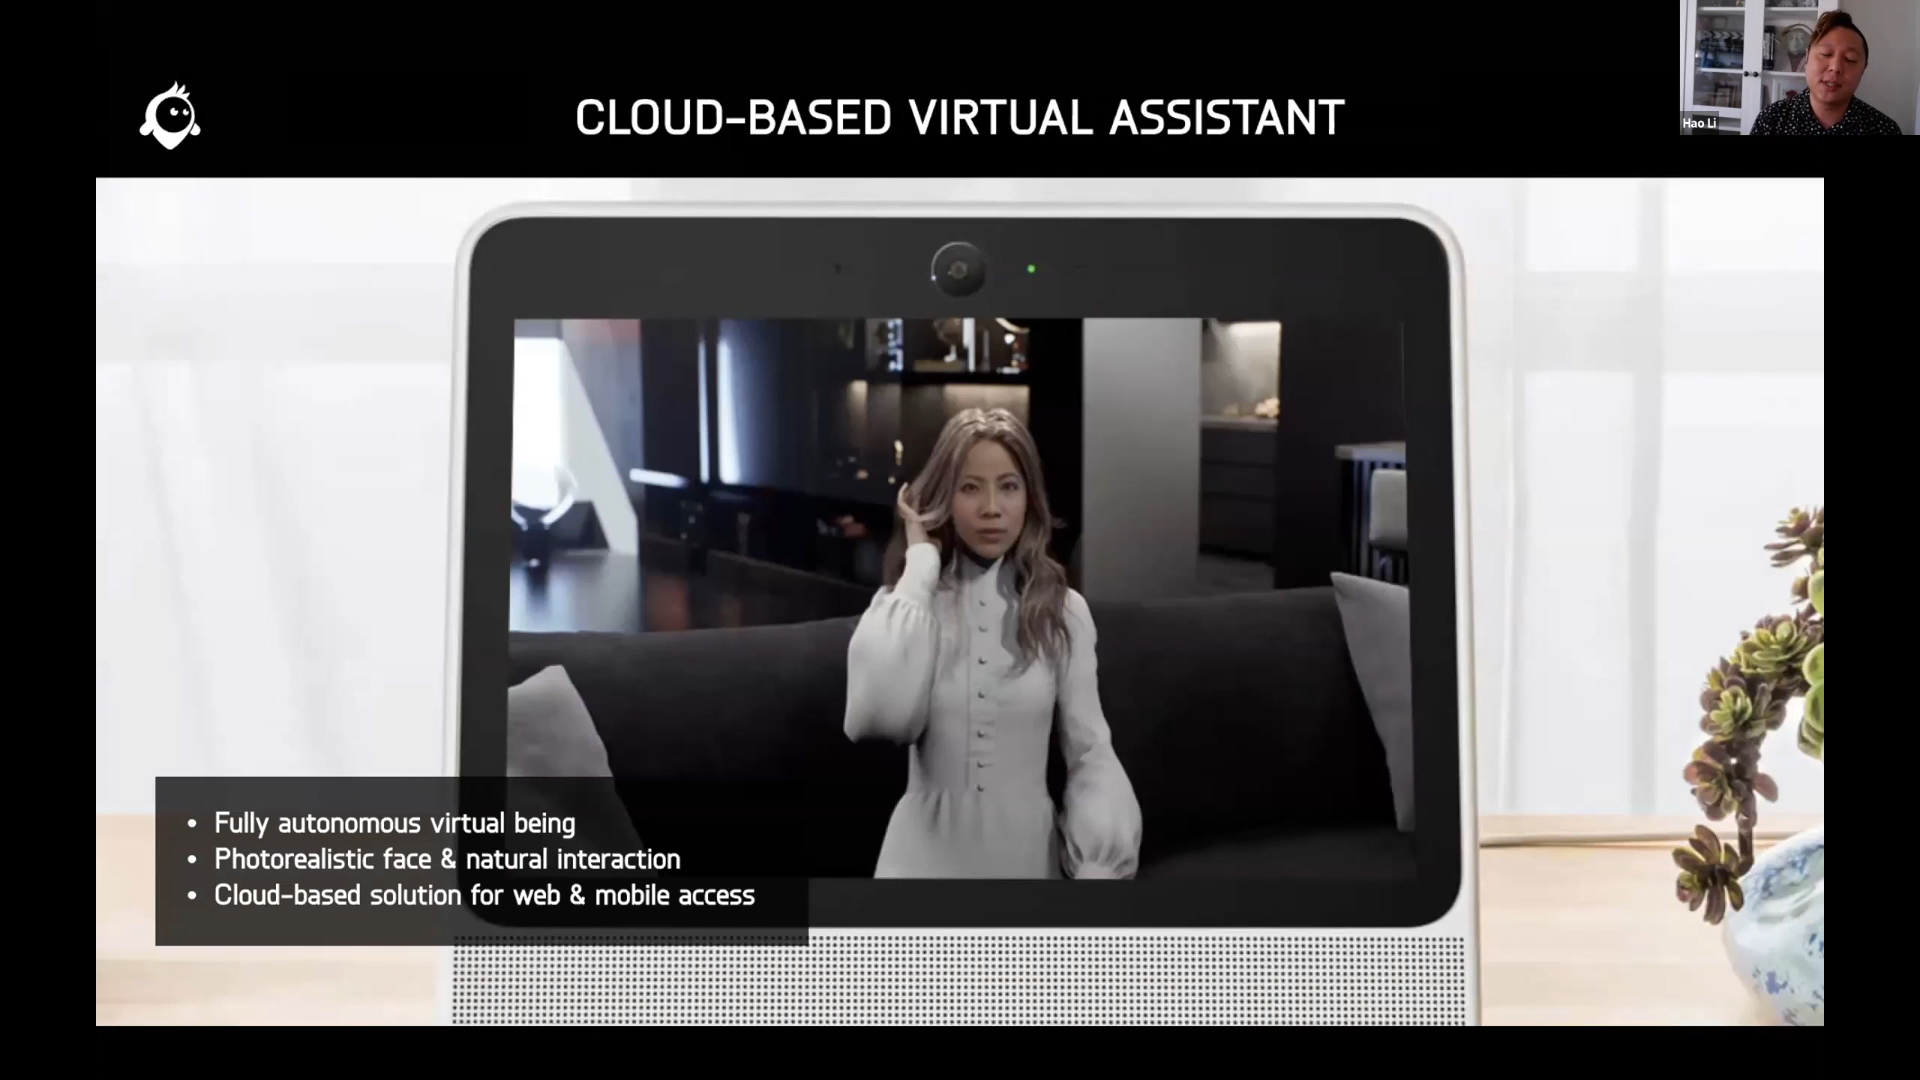 CLOUD-BASED VIRTUAL ASSISTANT
Hao Li
• Fully autonomous virtual being
• Photorealistic face & natural interaction
• Cloud-based solution for web & mobile access